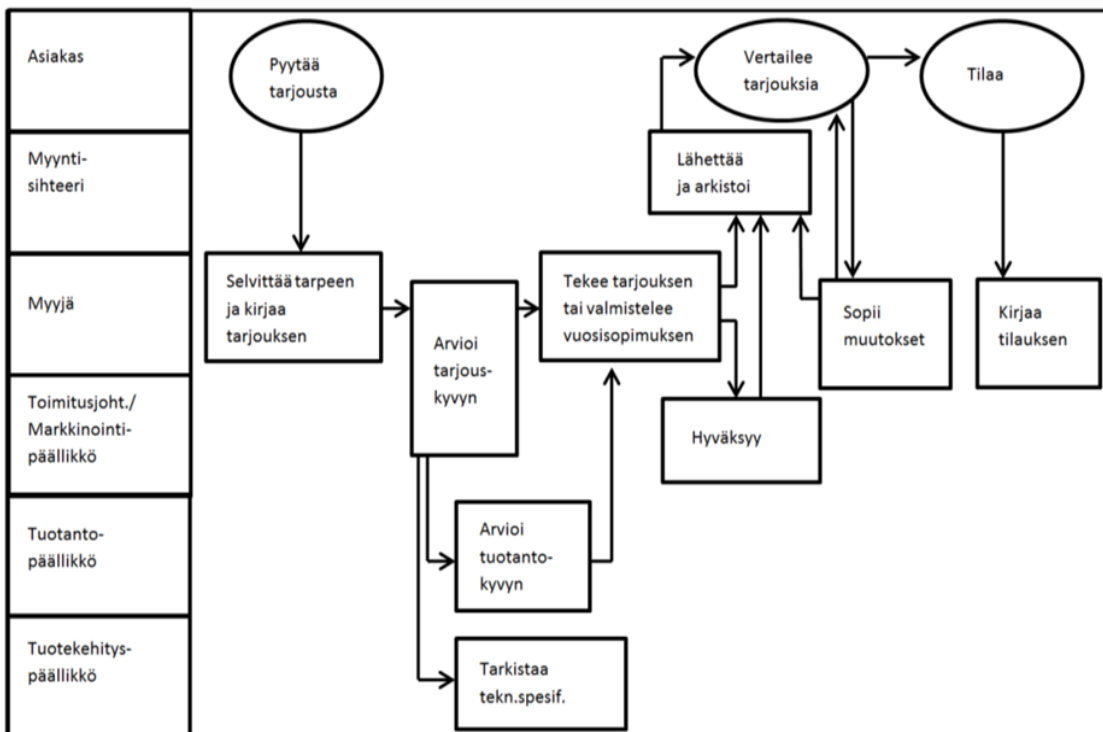 Asiakas
Pyytää
tarjousta
Vertailee
tarjouksia
Tilaa
Myynti-
sihteeri
Lähettää
ja arkistoi
Myyjä
Selvittää tarpeen
ja kirjaa
tarjouksen
Arvioi
tarjous-
kyvyn
Tekee tarjouksen
tai valmistelee
vuosisopimuksen
Sopii
muutokset
Kirjaa
tilauksen
Toimitusjoht./
Markkinointi-
päällikkö
Hyväksyy
Tuotanto-
päällikkö
Arvioi
tuotanto-
kyvyn
Tuotekehitys-
päällikkö
Tarkistaa
tekn.spesif.